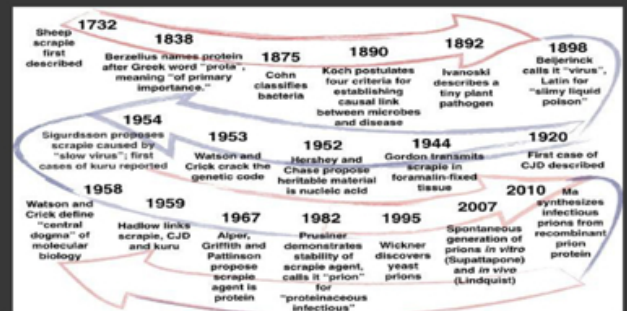 1732
Sheep
scrapie
first
described
1838
Berzelius names protein
after Greek word "prota",
meaning "of primary
importance."
1875
Cohn
classifies
bacteria
1890
Koch postulates
four criteria for
establishing
causal link
between microbes
and disease
1892
Ivanoski
describes a
tiny plant
pathogen
1898
Beijerinck
calls it "virus",
Latin for
"slimy liquid
poison"
1954
Sigurdsson proposes
scrapie caused by
"slow virus"; first
cases of kuru reported
1953
Watson and
Crick crack the
genetic code
1952
Hershey and
Chase propose
heritable material
is nucleic acid
1944
Gordon transmits
scrapie in
foramalin-fixed
tissue
1920
First case of
CJD described
1958
Watson and
Crick define
"central
dogma" of
molecular
biology
1959
Hadlow links
scrapie, CJD
and kuru
1967
Alper,
Griffith and
Pattinson
propose
scrapie
agent is
protein
1982
Prusiner
demonstrates
stability of
scrapie agent,
calls it "prion"
for
"proteinaceous
infectious"
1995
Wickner
discovers
yeast
prions
2007
Spontaneous
generation of
prions in vitro
(Supattapone)
and in vivo
(Lindquist)
2010
Ma
synthesizes
infectious
prions from
recombinant
prion
protein